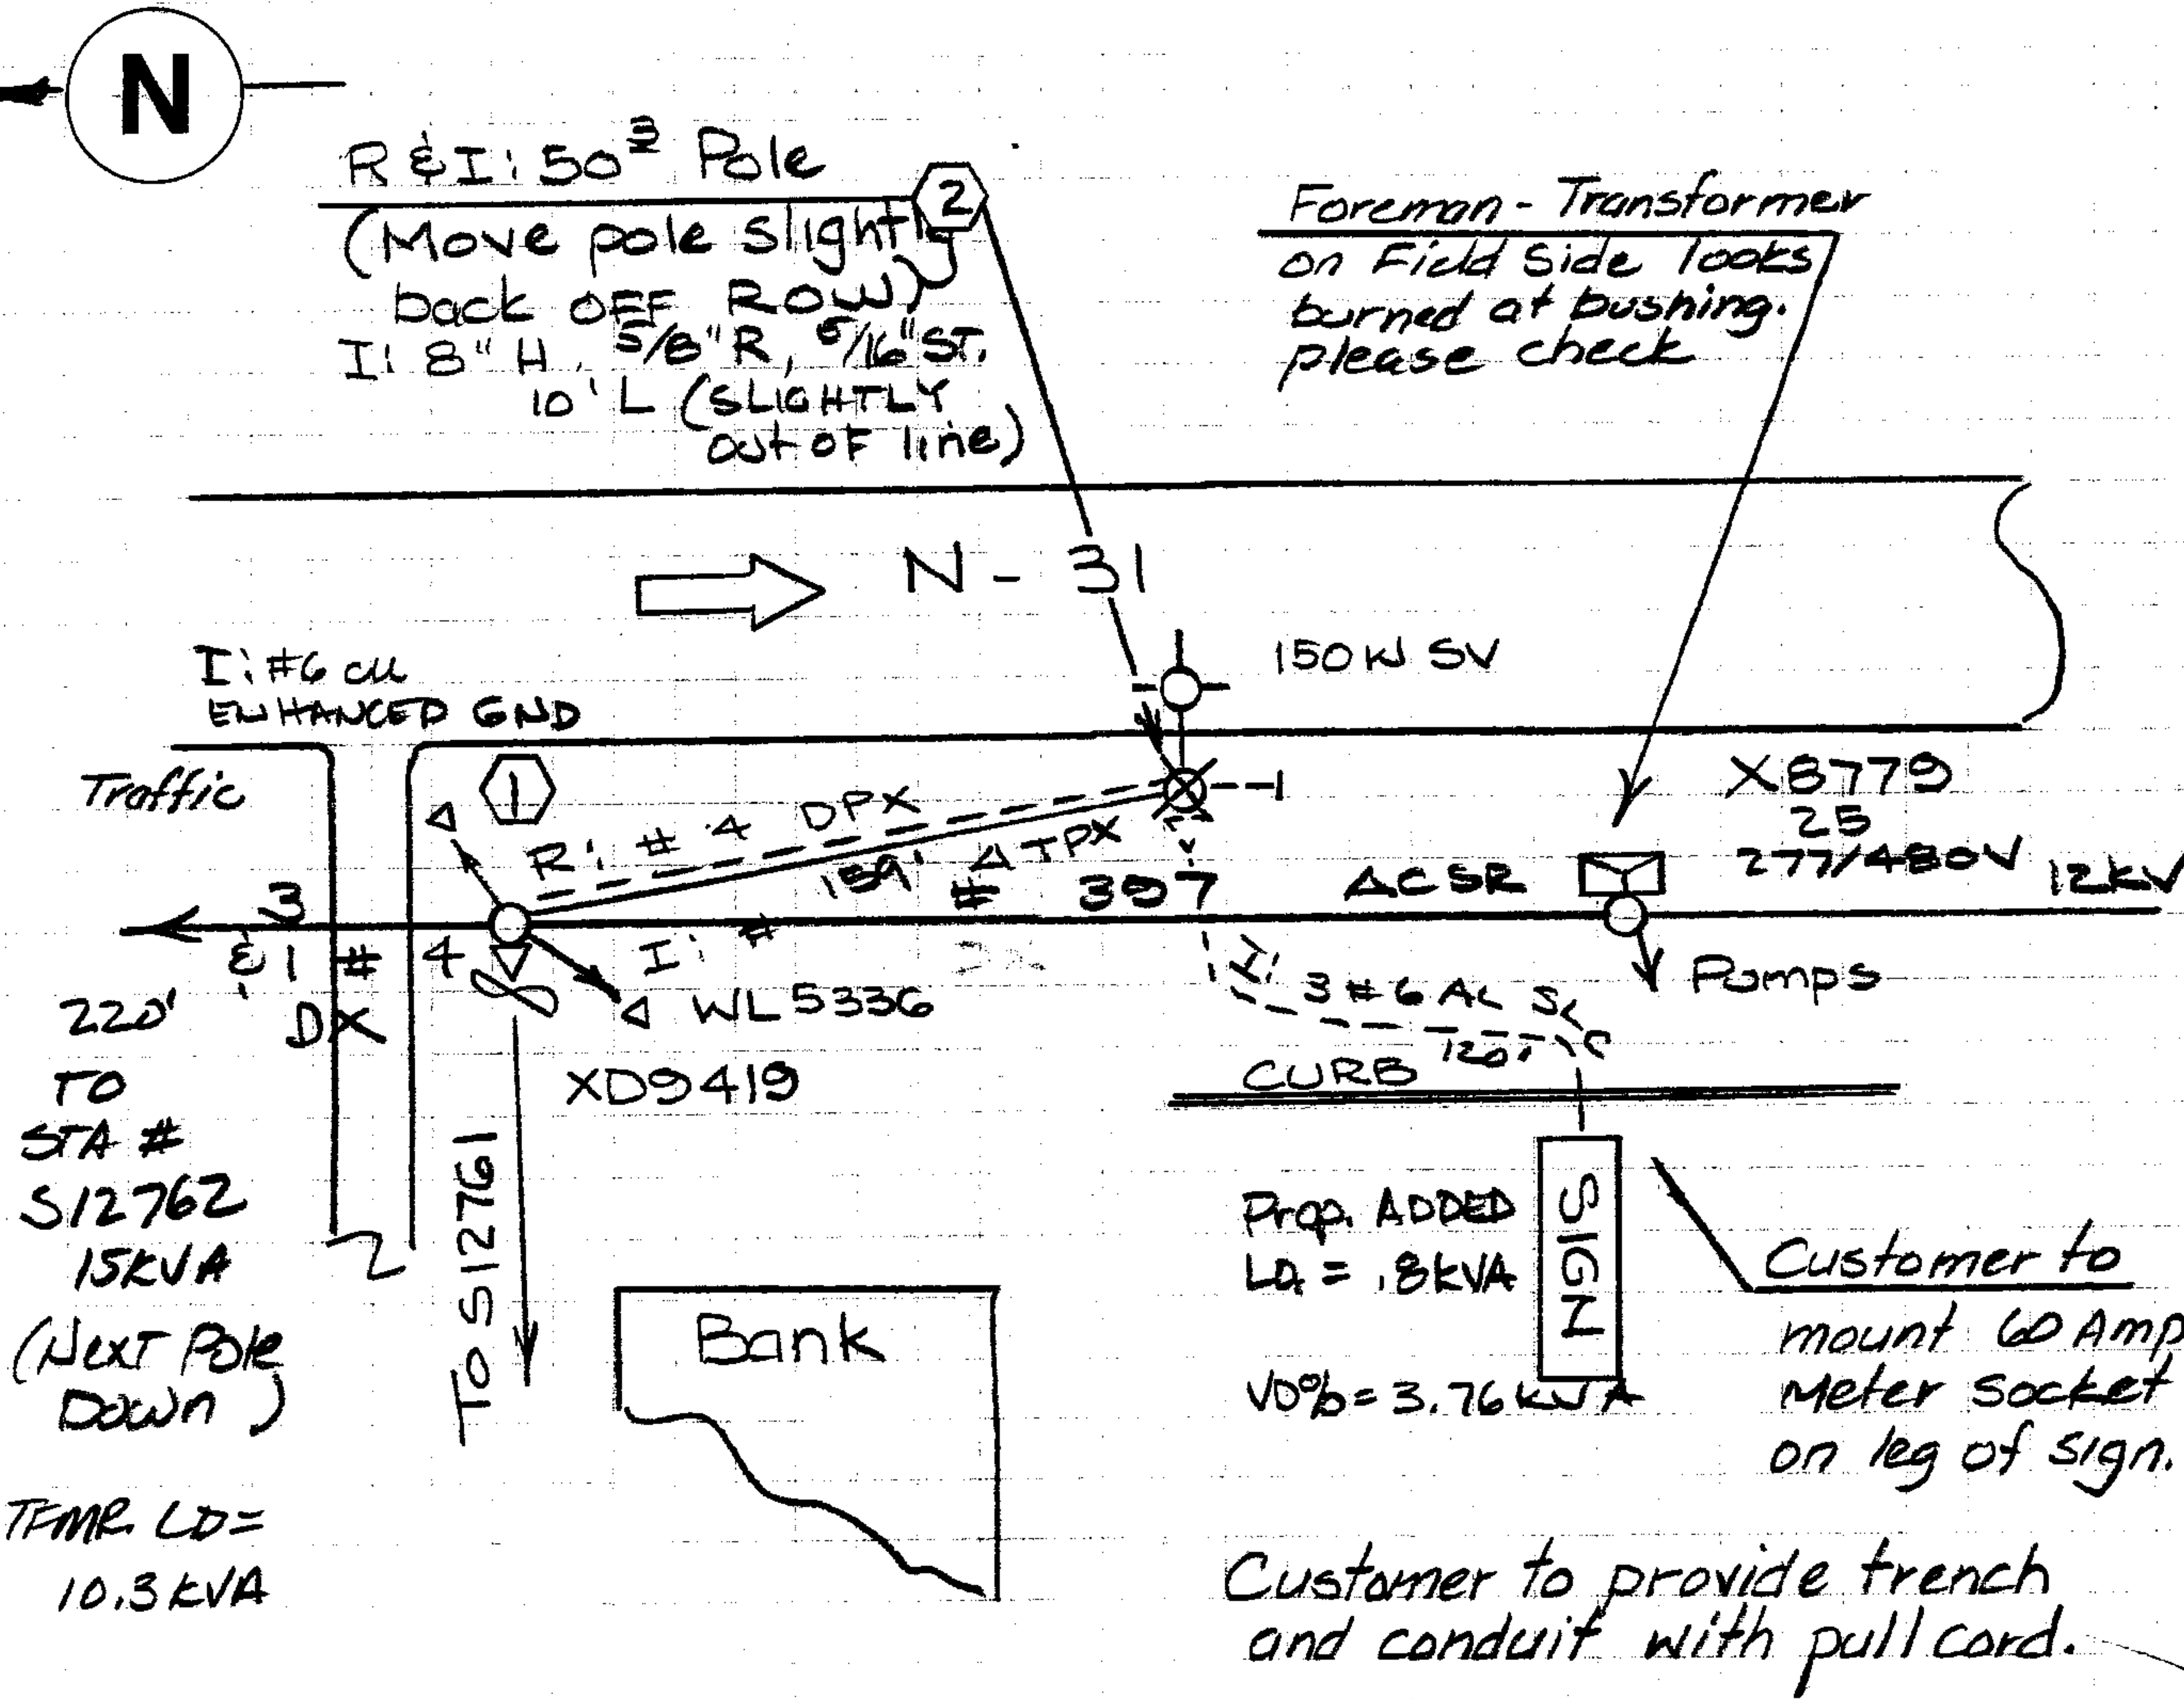 N
R & I: 50 3 Pole
2
(Move pole slightly
back OFF ROW)
I: 8" H, 5/8" R, 5/16" ST.
10' L (SLIGHTLY
out OF line)
Foreman - Transformer
on Field Side looks
burned at bushing.
please check
N - 31
150W SV
I: #6 CU
ENHANCED GND
Traffic
1
R: # 4 DPX
159' 4 TPX
I: #
3 # 397 ACSR
12KV
X8779
25
277/480V
Pumps
& 1 # 4
DX
220'
TO
STA #
S12762
15KVA
(NEXT Pole
Down)
TFMR. LD=
10.3 KVA
WL5336
XD9419
TO S12761
I: 3 #6 AL SL
120'
CURB
SIGN
Prop. ADDED
LD. = .8KVA
VD% = 3.76 KVA
Bank
Customer to
mount 60 Amp
Meter socket
on leg of sign.
Customer to provide trench
and conduit with pull cord.